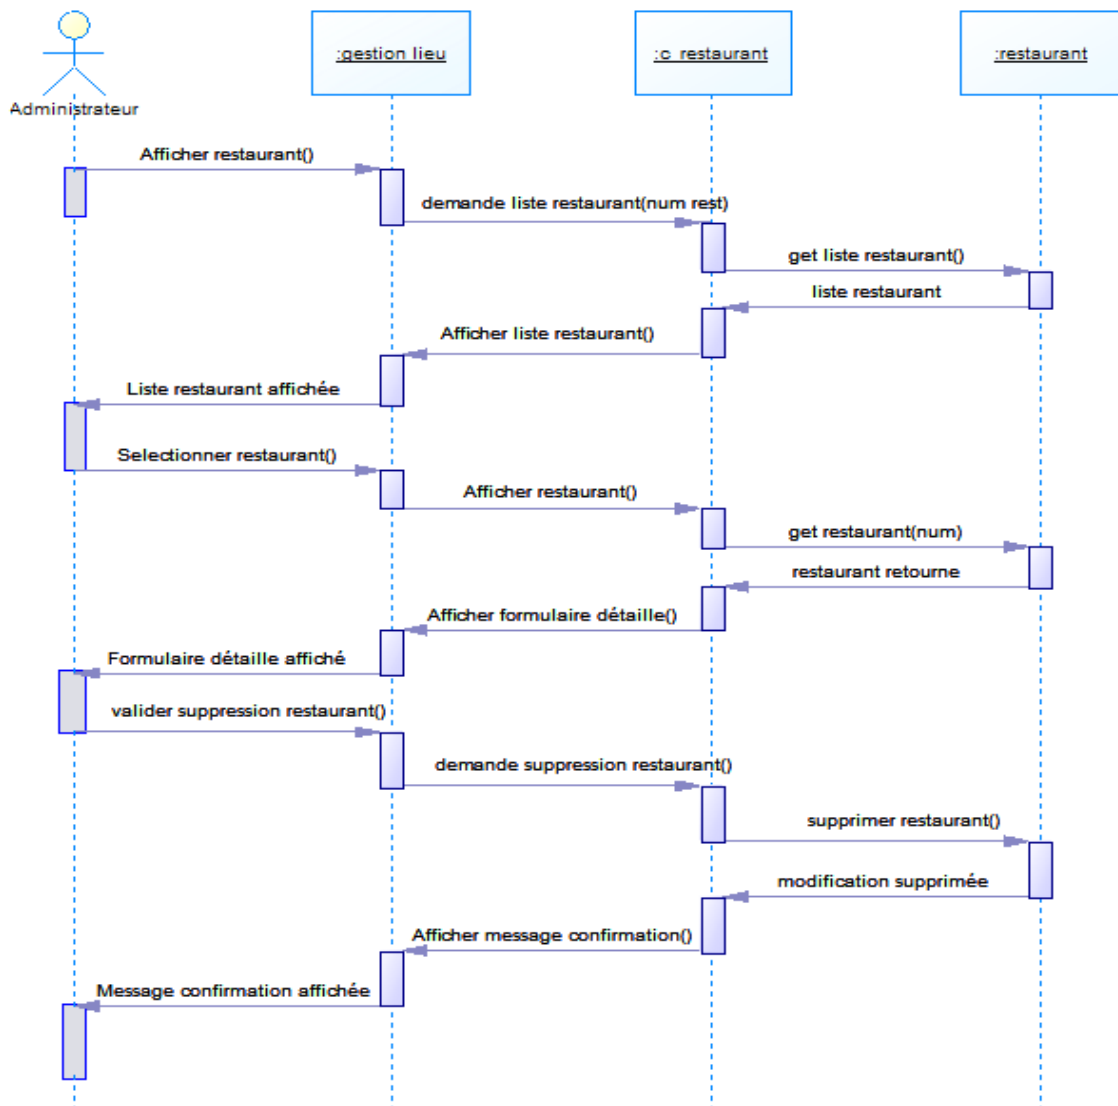 :gestion lieu
:c_restaurant
:restaurant
Administrateur
Afficher restaurant()
demande liste restaurant(num rest)
get liste restaurant()
liste restaurant
Afficher liste restaurant()
Liste restaurant affichée
Selectionner restaurant()
Afficher restaurant()
get restaurant(num)
restaurant retourne
Afficher formulaire détaille()
Formulaire détaille affiché
valider suppression restaurant()
demande suppression restaurant()
supprimer restaurant()
modification supprimée
Afficher message confirmation()
Message confirmation affichée